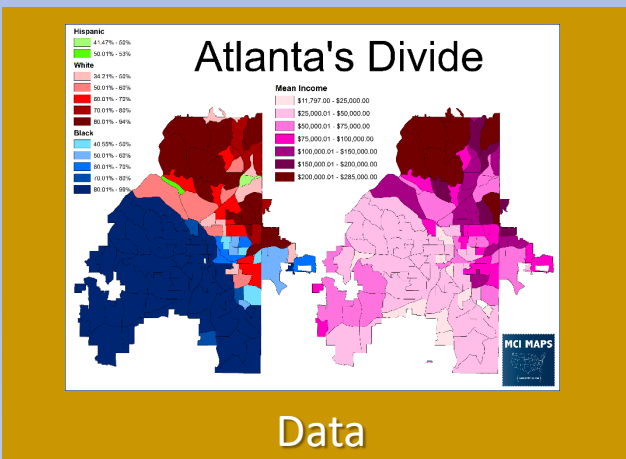 Atlanta's Divide
Hispanic
41.47% - 50%
50.01% - 53%
White
34.21% - 50%
50.01% - 60%
60.01% - 70%
70.01% - 80%
80.01% - 94%
Black
40.55% - 50%
50.01% - 60%
60.01% - 70%
70.01% - 80%
80.01% - 99%
Mean Income
$11,797.00 - $25,000.00
$25,000.01 - $50,000.00
$50,000.01 - $75,000.00
$75,000.01 - $100,000.00
$100,000.01 - $150,000.00
$150,000.01 - $200,000.00
$200,000.01 - $285,000.00
MCI MAPS
Data